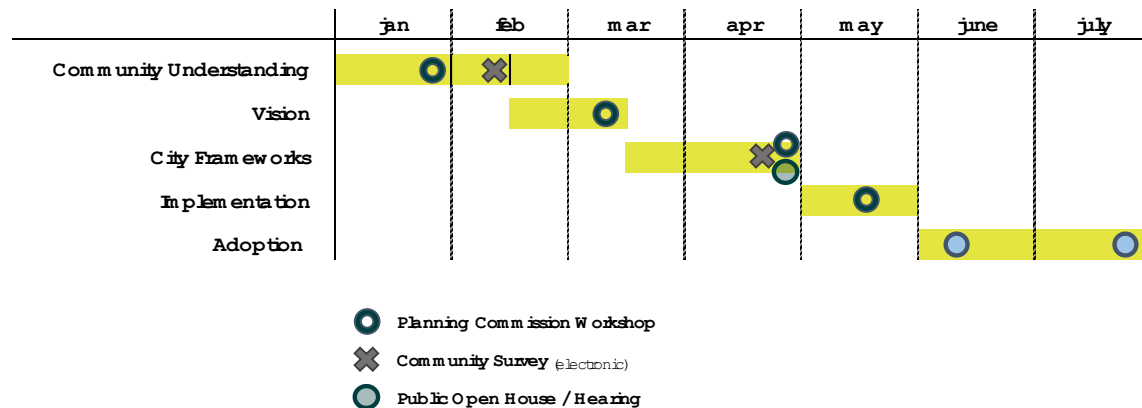 jan feb mar apr may june july
Community Understanding
Vision
City Frameworks
Implementation
Adoption
Planning Commission Workshop
Community Survey (electronic)
Public Open House / Hearing